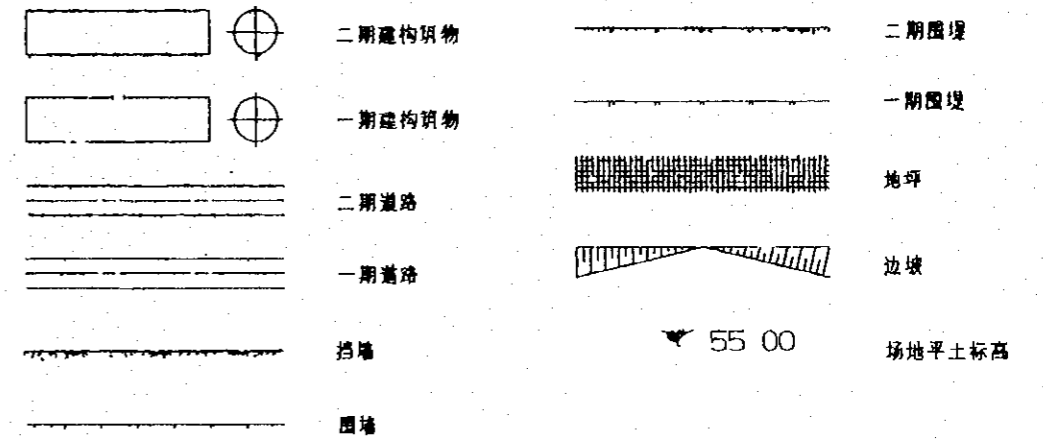 二期建构筑物
一期建构筑物
二期道路
一期道路
挡墙
围墙
二期围堤
一期围堤
地坪
边坡
55 00
场地平土标高